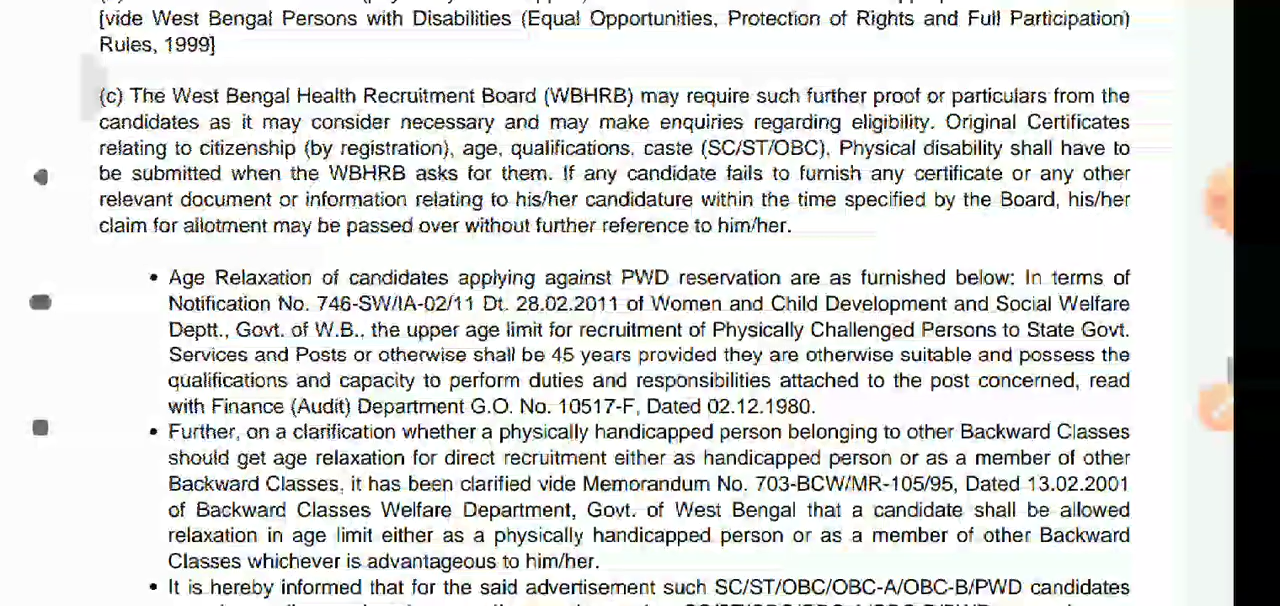 [vide West Bengal Persons with Disabilities (Equal Opportunities, Protection of Rights and Full Participation)
Rules, 1999]
(c) The West Bengal Health Recruitment Board (WBHRB) may require such further proof or particulars from the
candidates as it may consider necessary and may make enquiries regarding eligibility. Original Certificates
relating to citizenship (by registration), age, qualifications, caste (SC/ST/OBC), Physical disability shall have to
be submitted when the WBHRB asks for them. If any candidate fails to furnish any certificate or any other
relevant document or information relating to his/her candidature within the time specified by the Board, his/her
claim for allotment may be passed over without further reference to him/her.
• Age Relaxation of candidates applying against PWD reservation are as furnished below: In terms of
Notification No. 746-SW/IA-02/11 Dt. 28.02.2011 of Women and Child Development and Social Welfare
Deptt., Govt. of W.B., the upper age limit for recruitment of Physically Challenged Persons to State Govt.
Services and Posts or otherwise shall be 45 years provided they are otherwise suitable and possess the
qualifications and capacity to perform duties and responsibilities attached to the post concerned, read
with Finance (Audit) Department G.O. No. 10517-F, Dated 02.12.1980.
• Further, on a clarification whether a physically handicapped person belonging to other Backward Classes
should get age relaxation for direct recruitment either as handicapped person or as a member of other
Backward Classes, it has been clarified vide Memorandum No. 703-BCW/MR-105/95, Dated 13.02.2001
of Backward Classes Welfare Department, Govt. of West Bengal that a candidate shall be allowed
relaxation in age limit either as a physically handicapped person or as a member of other Backward
Classes whichever is advantageous to him/her.
• It is hereby informed that for the said advertisement such SC/ST/OBC/OBC-A/OBC-B/PWD candidates